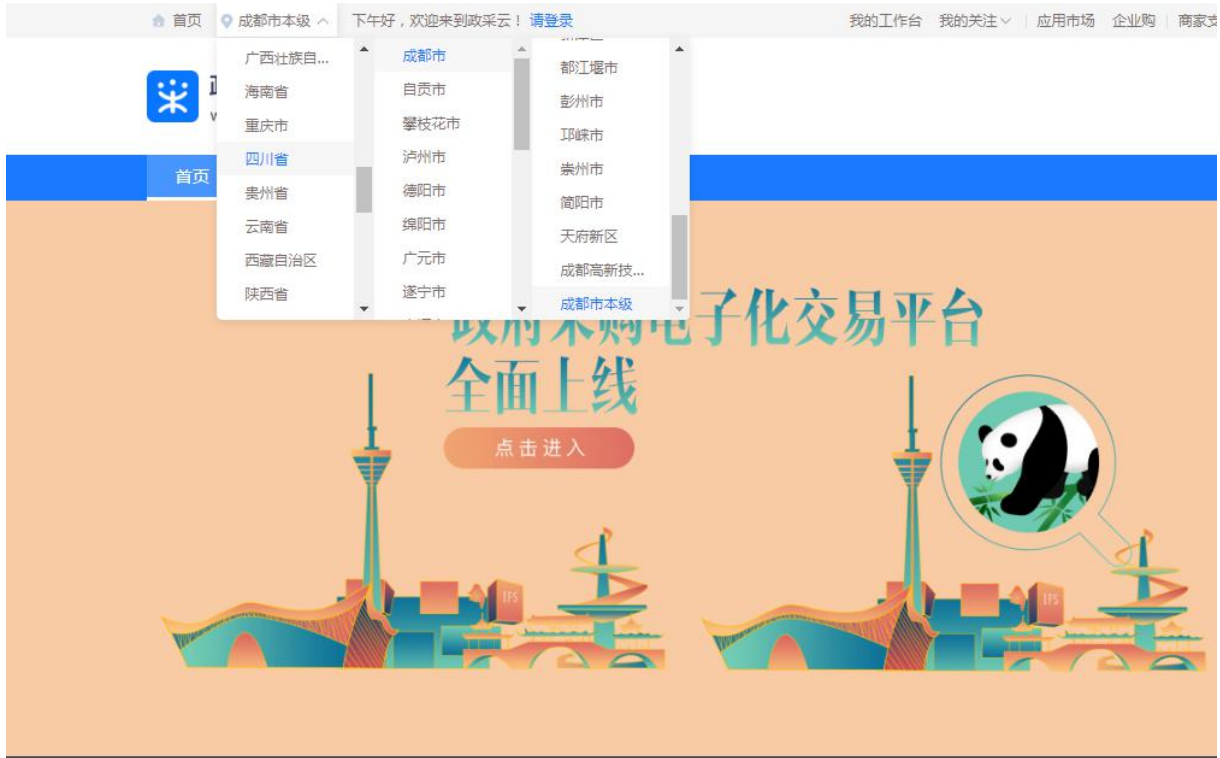 首页
成都市本级
下午好，欢迎来到政采云！请登录
我的工作台
我的关注
应用市场
企业购
商家支
广西壮族自...
海南省
重庆市
四川省
贵州省
云南省
西藏自治区
陕西省
成都市
自贡市
攀枝花市
泸州市
德阳市
绵阳市
广元市
遂宁市
都江堰市
彭州市
邛崃市
崇州市
简阳市
天府新区
成都高新技...
成都市本级
首页
政府采购电子化交易平台
全面上线
点击进入
IFS
IFS